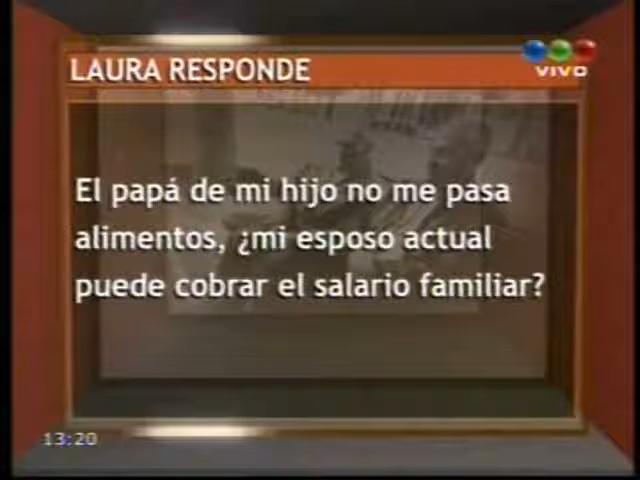 LAURA RESPONDE
VIVO
El papá de mi hijo no me pasa
alimentos, ¿mi esposo actual
puede cobrar el salario familiar?
13:20